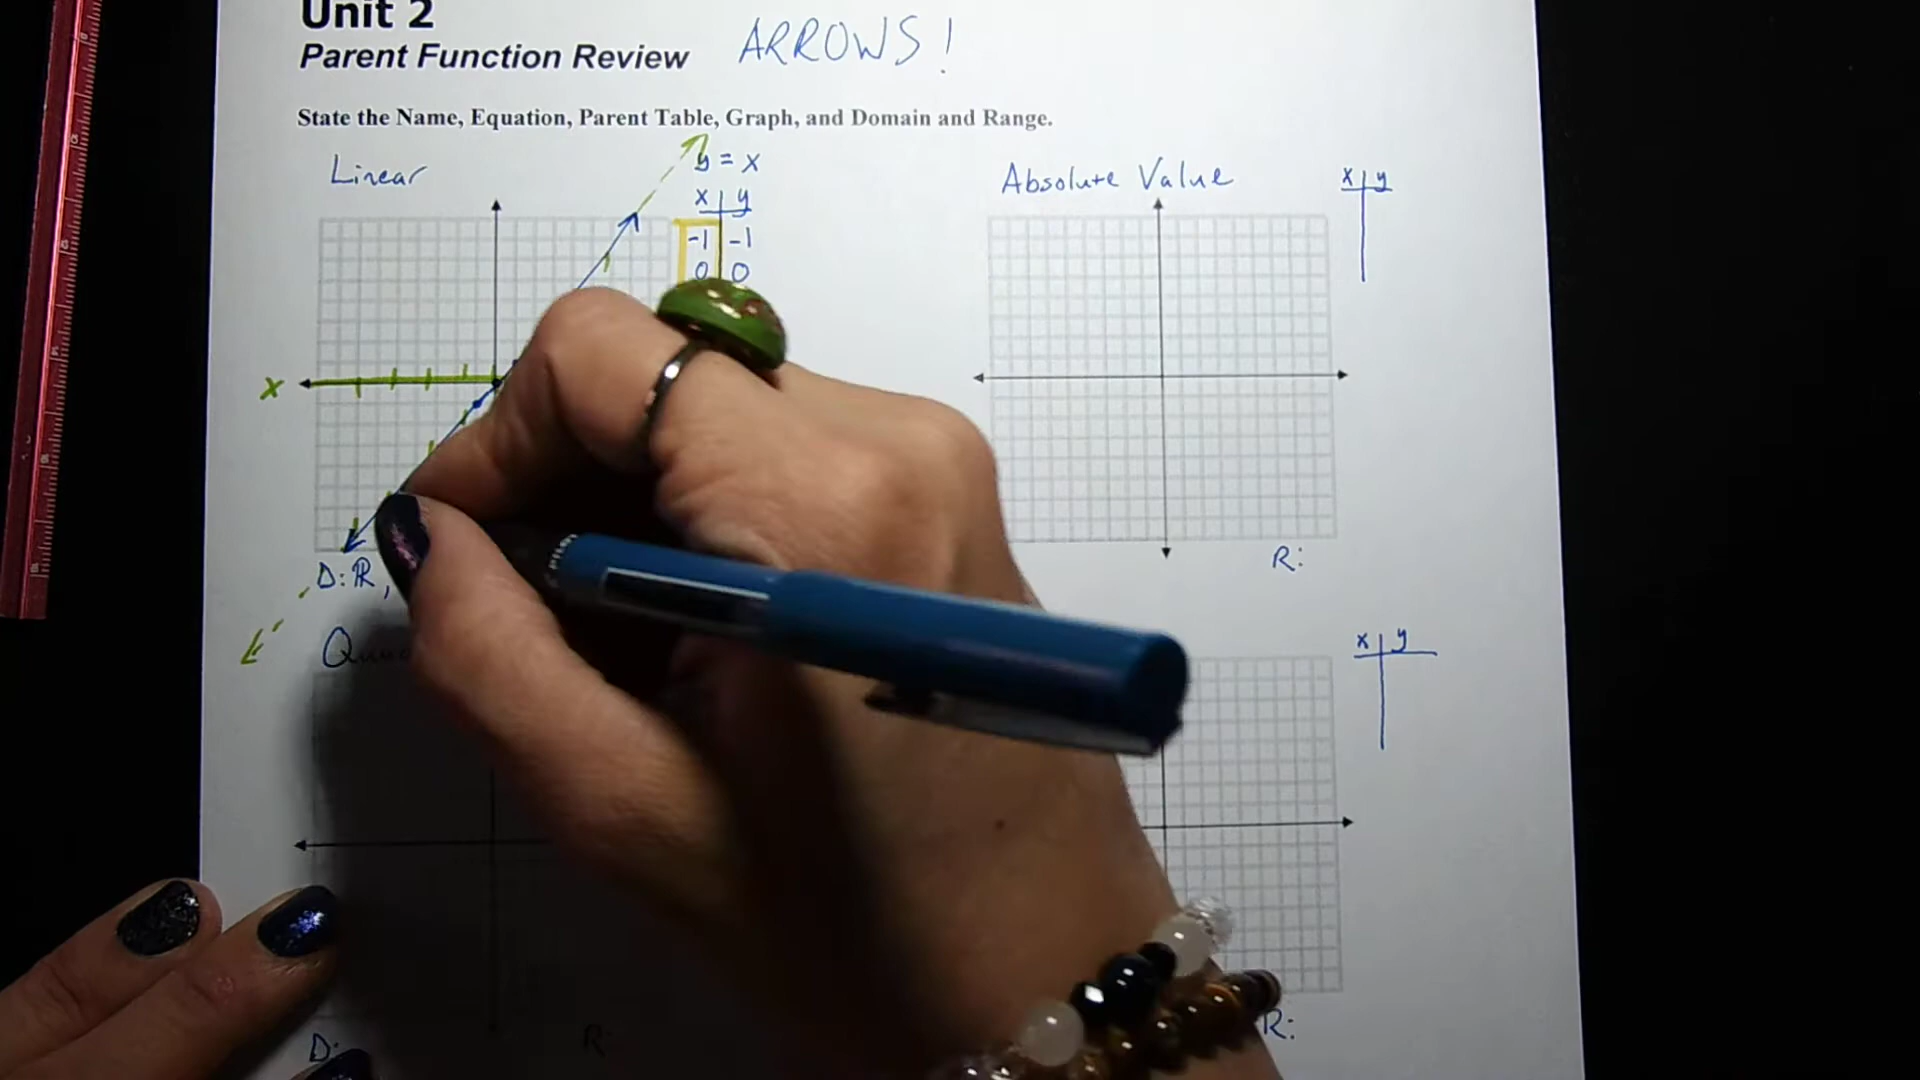 Unit 2
Parent Function Review
ARROWS!
State the Name, Equation, Parent Table, Graph, and Domain and Range.
Linear
y = x
x y
-1 -1
0 0
x
D: ℝ,
Absolute Value
x y
R:
x y
D:
R:
R:
PILOT